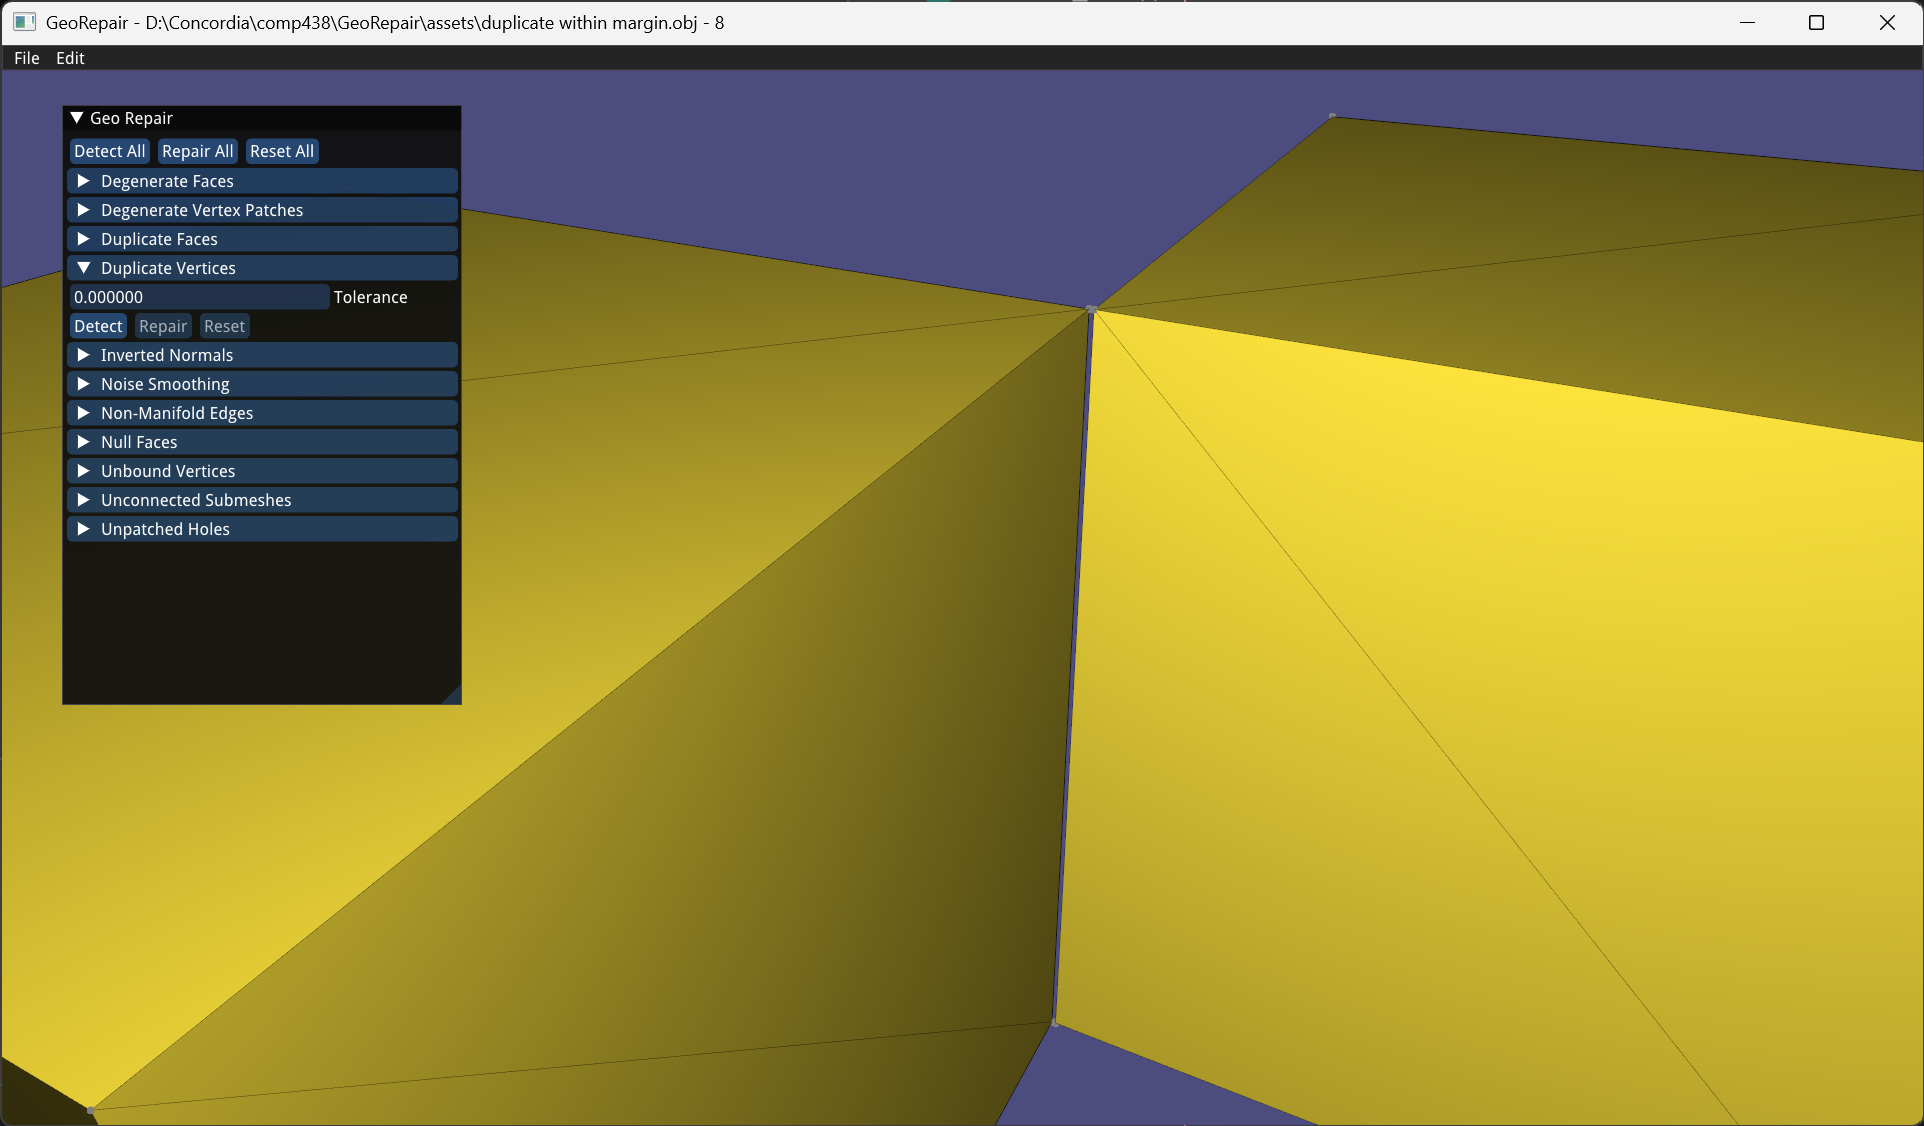 GeoRepair - D:\Concordia\comp438\GeoRepair\assets\duplicate within margin.obj - 8
File Edit
Geo Repair
Detect All Repair All Reset All
Degenerate Faces
Degenerate Vertex Patches
Duplicate Faces
Duplicate Vertices
0.000000 Tolerance
Detect Repair Reset
Inverted Normals
Noise Smoothing
Non-Manifold Edges
Null Faces
Unbound Vertices
Unconnected Submeshes
Unpatched Holes